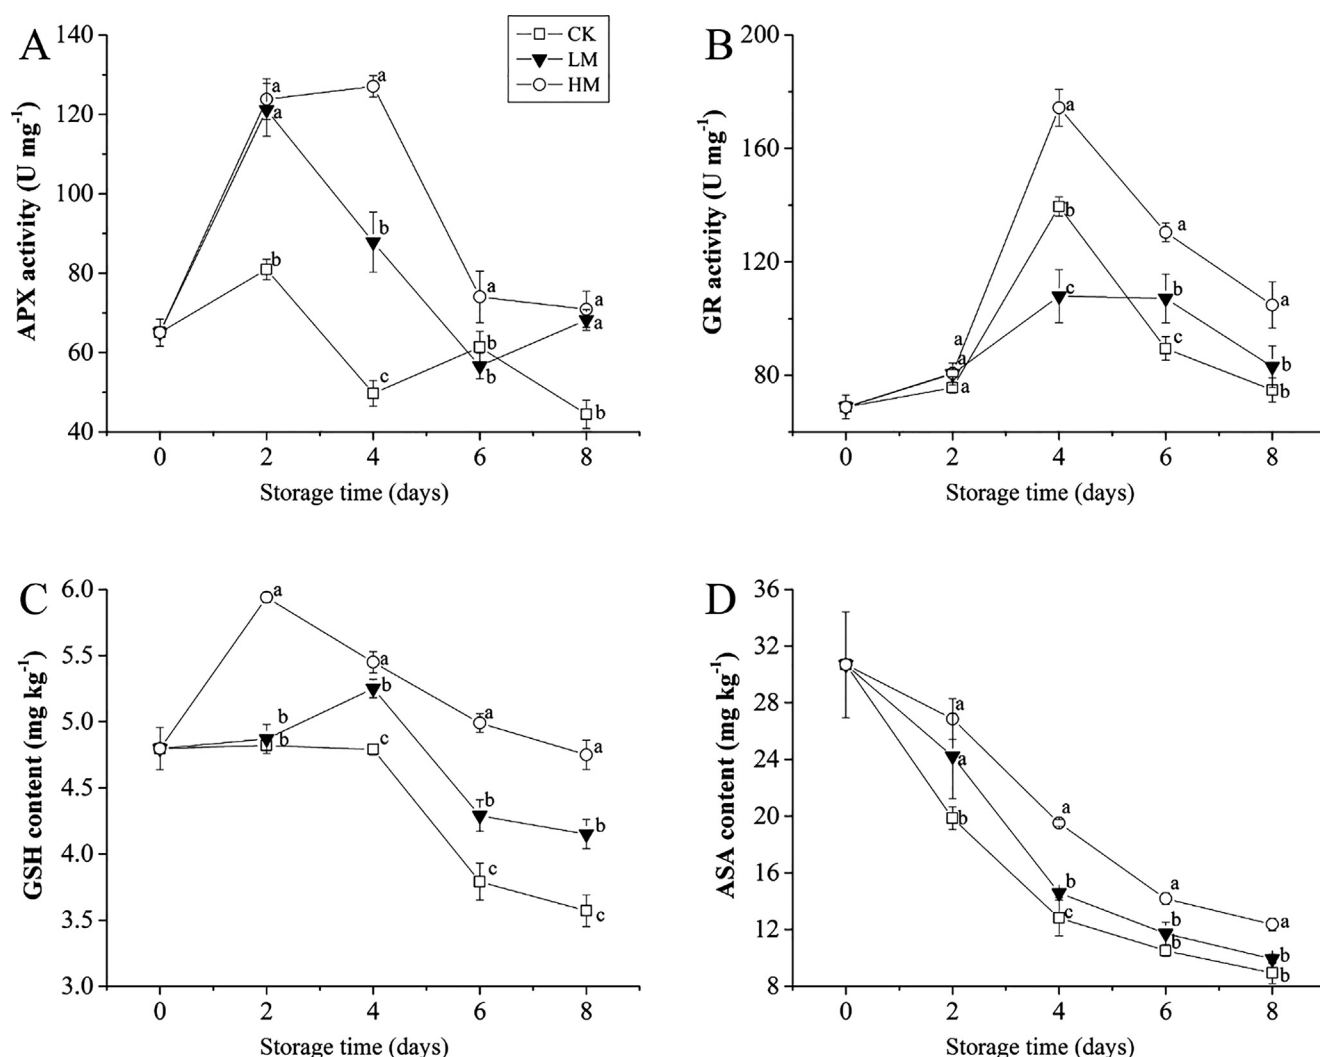 A
B
CK
LM
HM
APX activity (U mg⁻¹)
140
120
100
80
60
40
a
a
b
a
b
c
a
b
b
a
a
b
0 2 4 6 8
Storage time (days)
GR activity (U mg⁻¹)
200
160
120
80
a
a
a
a
b
c
a
b
c
a
b
b
0 2 4 6 8
Storage time (days)
C
GSH content (mg kg⁻¹)
6.0
5.5
5.0
4.5
4.0
3.5
3.0
a
b
b
a
b
c
a
b
c
a
b
c
0 2 4 6 8
Storage time (days)
D
ASA content (mg kg⁻¹)
36
32
28
24
20
16
12
8
a
a
b
a
b
c
a
b
b
a
b
b
0 2 4 6 8
Storage time (days)